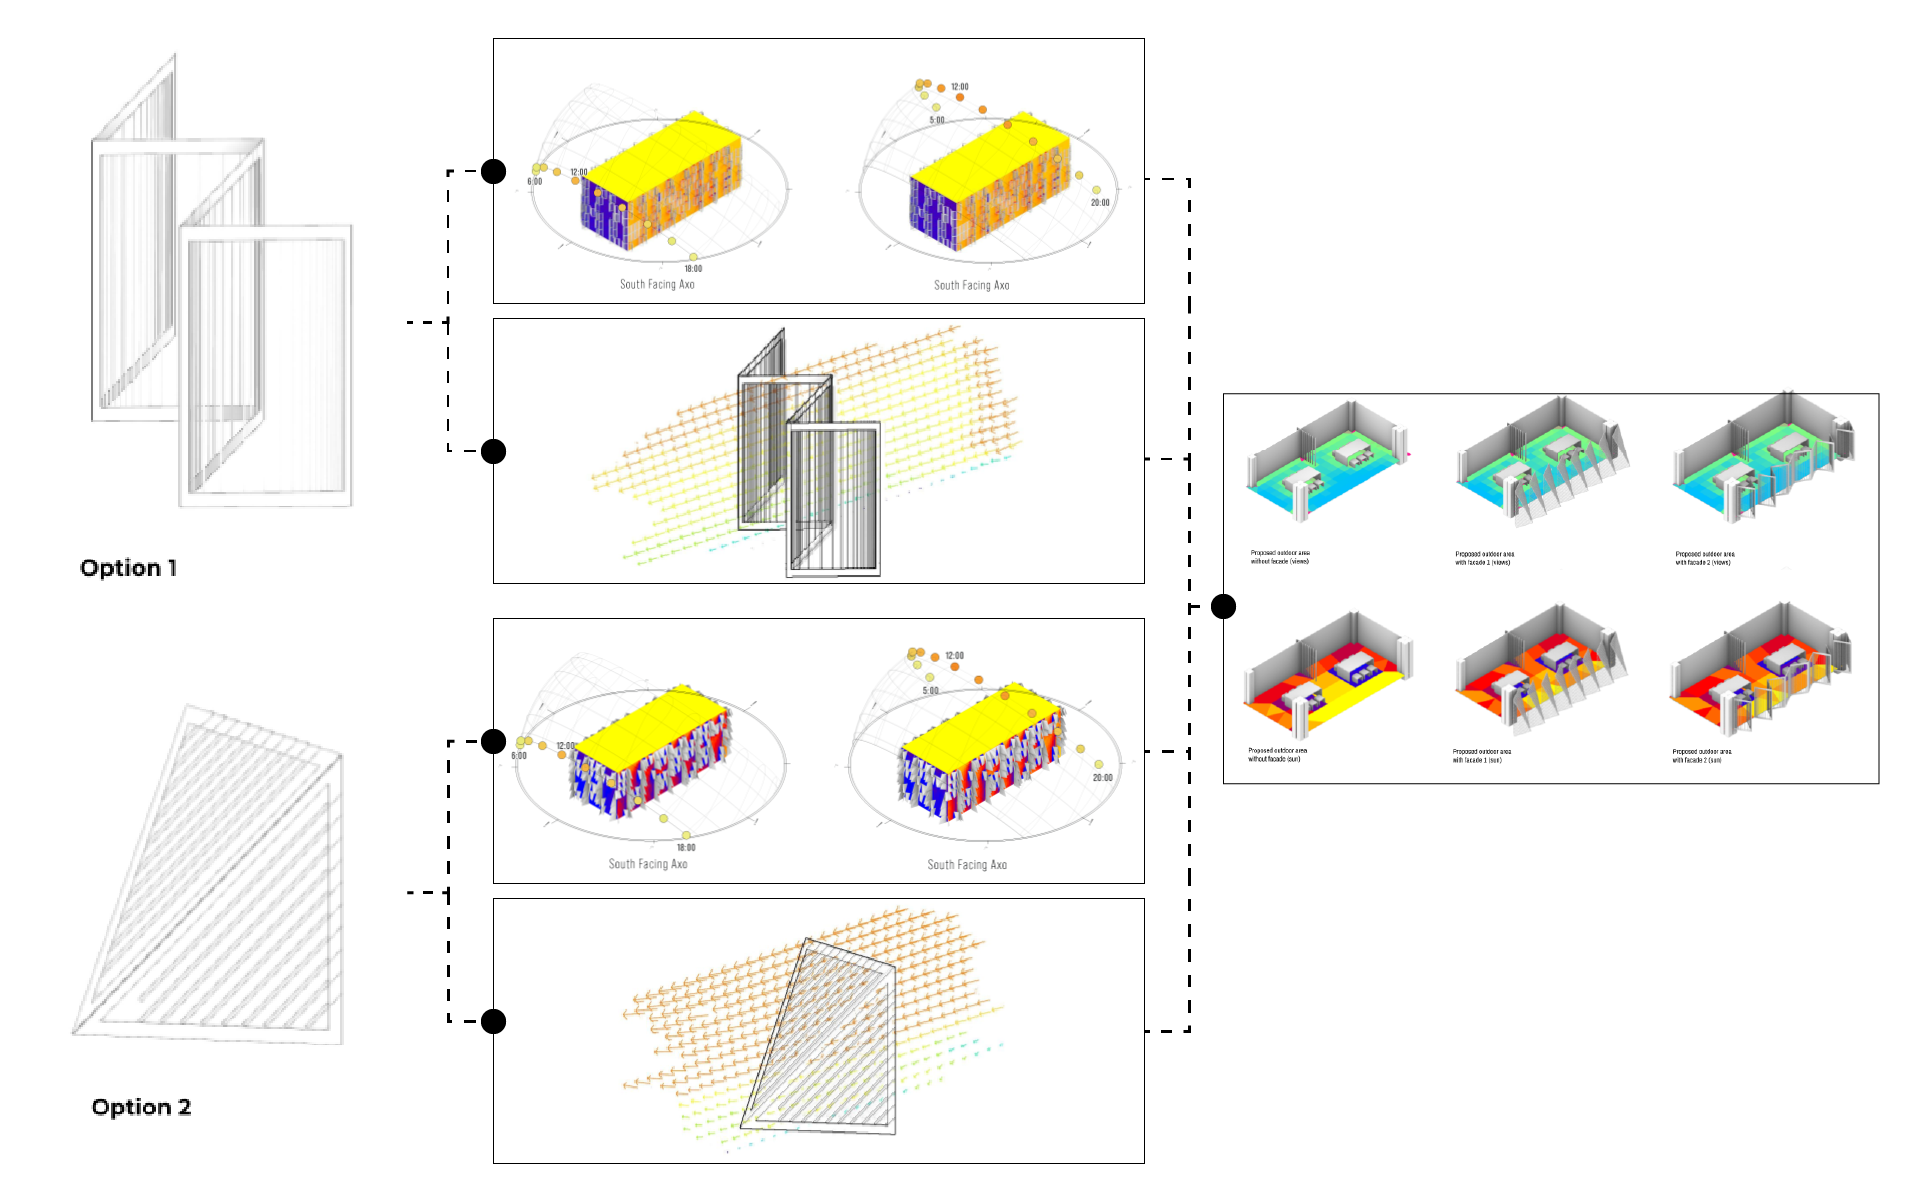 12:00
5:00
6:00
12:00
20:00
18:00
South Facing Axo
South Facing Axo
Option 1
Proposed outdoor area
without facade (views)
Proposed outdoor area
with facade 1 (views)
Proposed outdoor area
with facade 2 (views)
12:00
5:00
6:00
12:00
20:00
18:00
South Facing Axo
South Facing Axo
Proposed outdoor area
without facade (sun)
Proposed outdoor area
with facade 1 (sun)
Proposed outdoor area
with facade 2 (sun)
Option 2